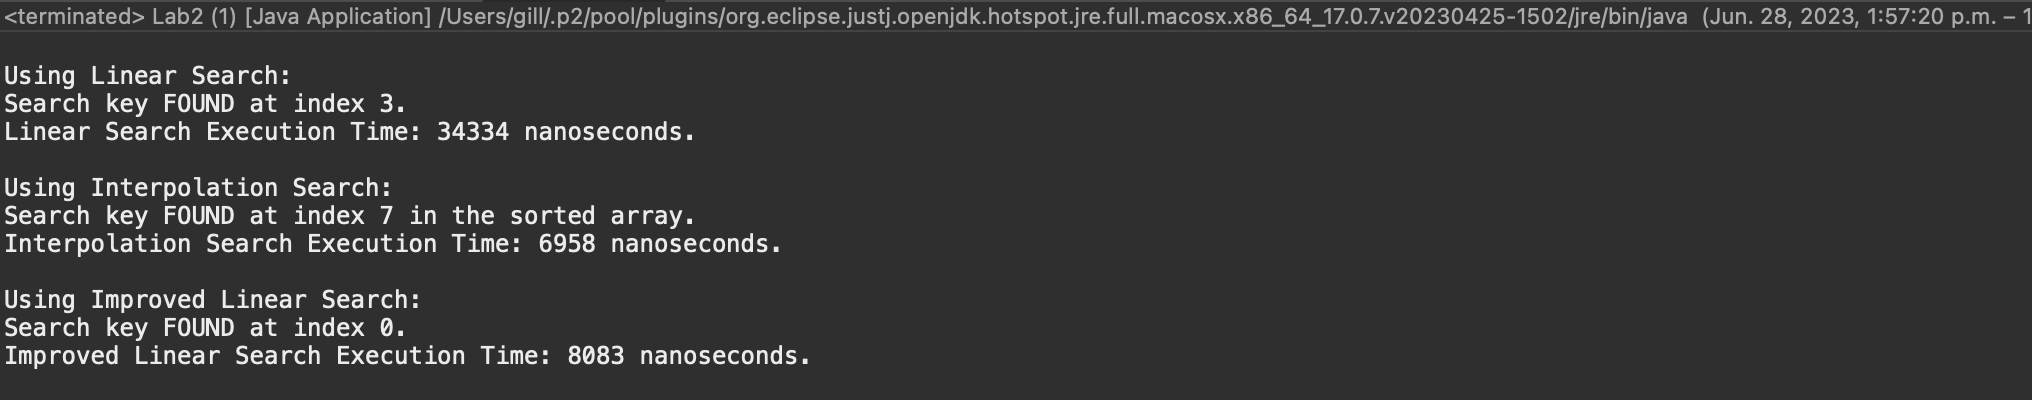 <terminated> Lab2 (1) [Java Application] /Users/gill/.p2/pool/plugins/org.eclipse.justj.openjdk.hotspot.jre.full.macosx.x86_64_17.0.7.v20230425-1502/jre/bin/java (Jun. 28, 2023, 1:57:20 p.m. – 1
Using Linear Search:
Search key FOUND at index 3.
Linear Search Execution Time: 34334 nanoseconds.
Using Interpolation Search:
Search key FOUND at index 7 in the sorted array.
Interpolation Search Execution Time: 6958 nanoseconds.
Using Improved Linear Search:
Search key FOUND at index 0.
Improved Linear Search Execution Time: 8083 nanoseconds.